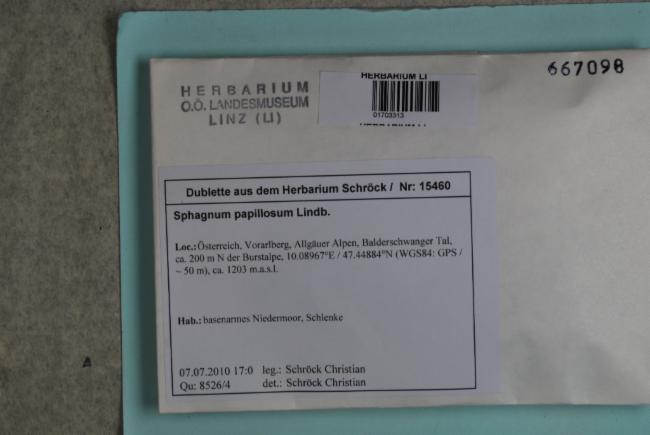 HERBARIUM
O.Ö. LANDESMUSEUM
LINZ (LI)
HERBARIUM LI
01703313
HERBARIUM LI
667098
Dublette aus dem Herbarium Schröck / Nr: 15460
Sphagnum papillosum Lindb.
Loc.: Österreich, Vorarlberg, Allgäuer Alpen, Balderschwanger Tal,
ca. 200 m N der Burstalpe, 10.08967°E / 47.44884°N (WGS84: GPS /
~ 50 m), ca. 1203 m.a.s.l.
Hab.: basenarmes Niedermoor, Schlenke
07.07.2010 17:0 leg.: Schröck Christian
Qu: 8526/4 det.: Schröck Christian